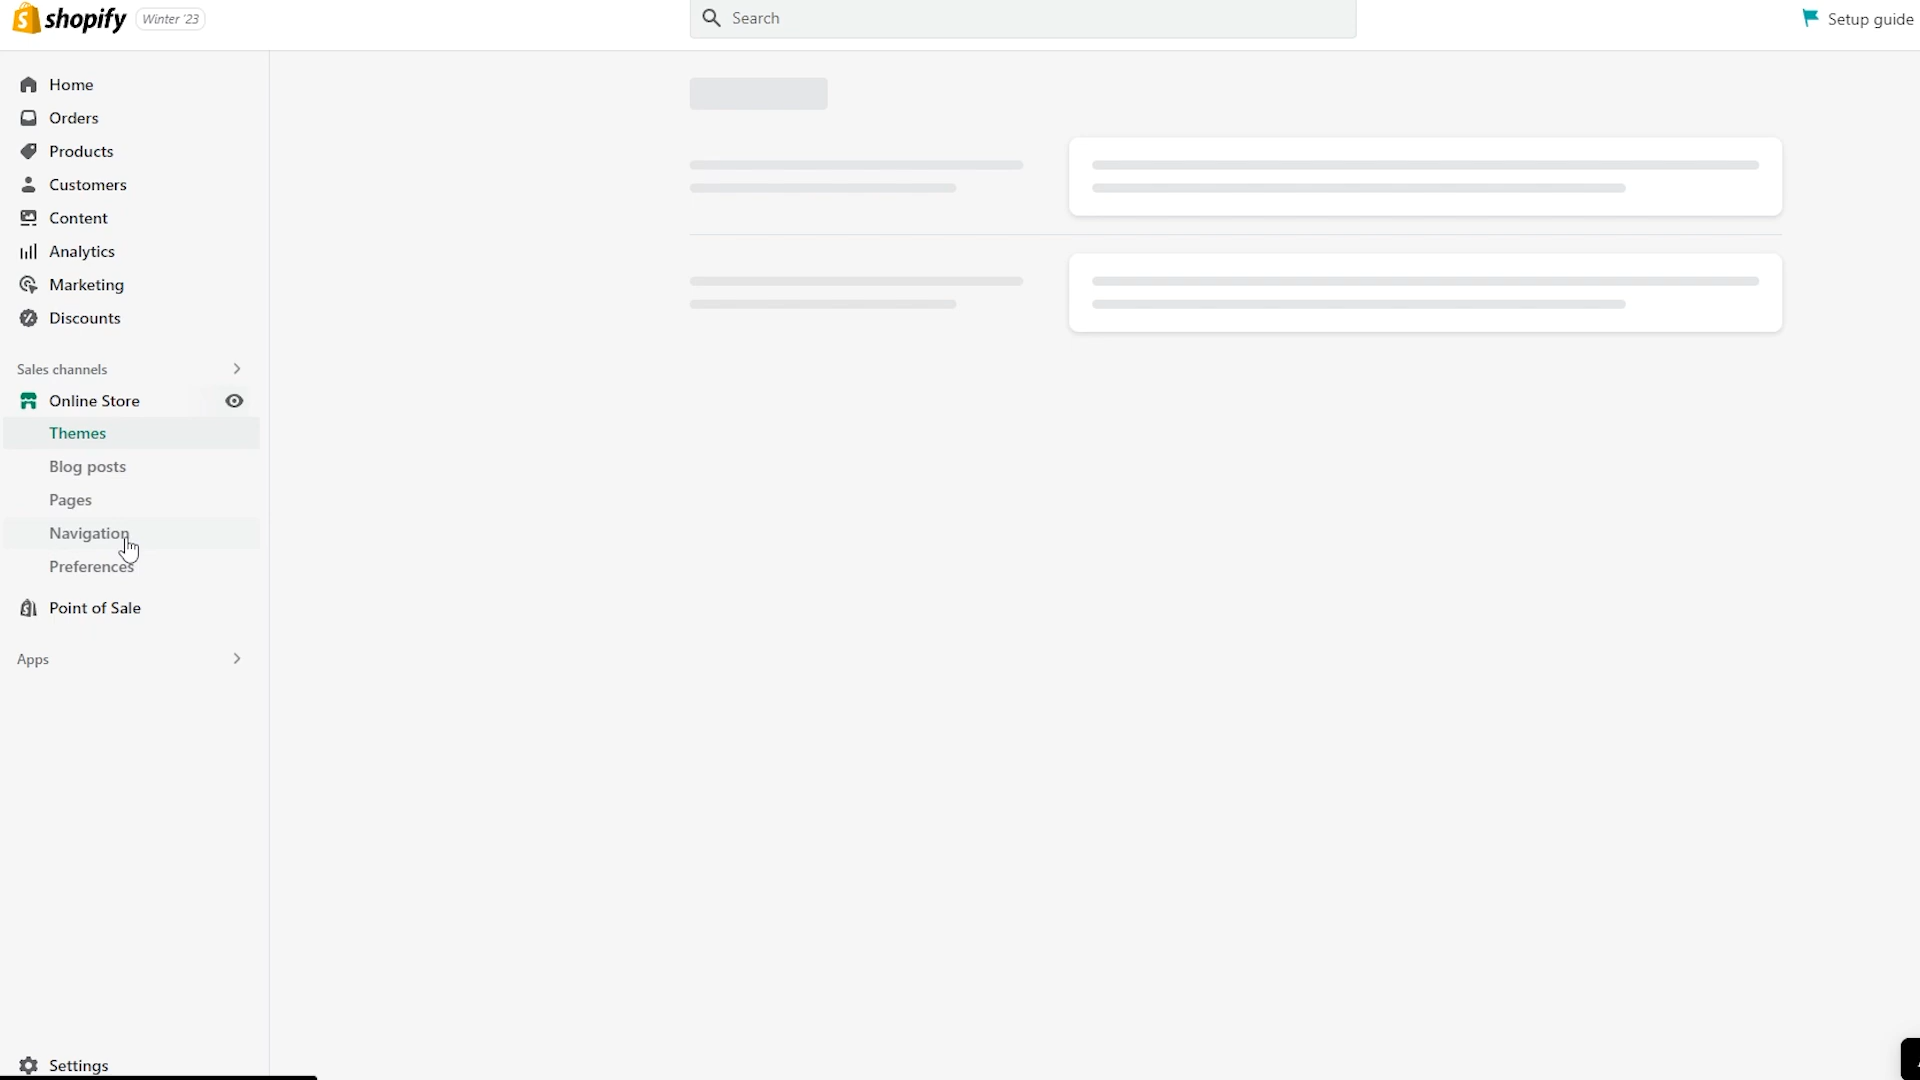 shopify Winter '23
Search
Setup guide
Home
Orders
Products
Customers
Content
Analytics
Marketing
Discounts
Sales channels
Online Store
Themes
Blog posts
Pages
Navigation
Preferences
Point of Sale
Apps
Settings